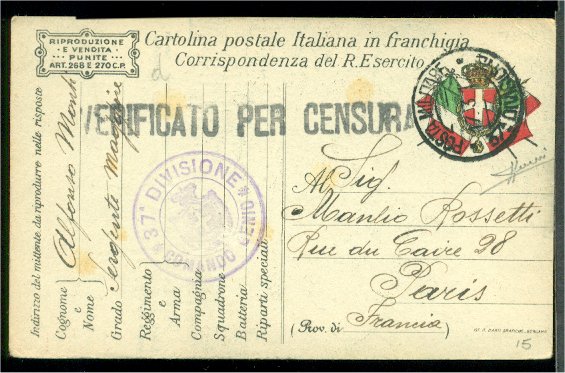 RIPRODUZIONE
E VENDITA
PUNITE
ART. 268 E 270 C.P.
Cartolina postale Italiana in franchigia
Corrispondenza del R. Esercito
VERIFICATO PER CENSURA
POSTA MILITARE
37ª DIVISIONE
COMANDO
Indirizzo del mittente da riprodurre nelle risposte
Cognome e Nome Alfonso Monti
Grado Sergente Maggiore
Reggimento
e
Arma
Compagnia
Squadrone
Batteria
Riparti speciali
Al Sig.
Manlio Rossetti
Rue du Caire 28
Paris
(Prov. di Francia)
15